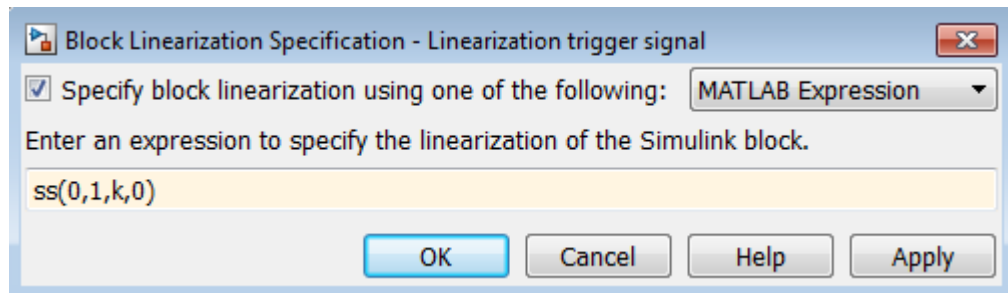 Block Linearization Specification - Linearization trigger signal
Specify block linearization using one of the following: MATLAB Expression
Enter an expression to specify the linearization of the Simulink block.
ss(0,1,k,0)
OK Cancel Help Apply